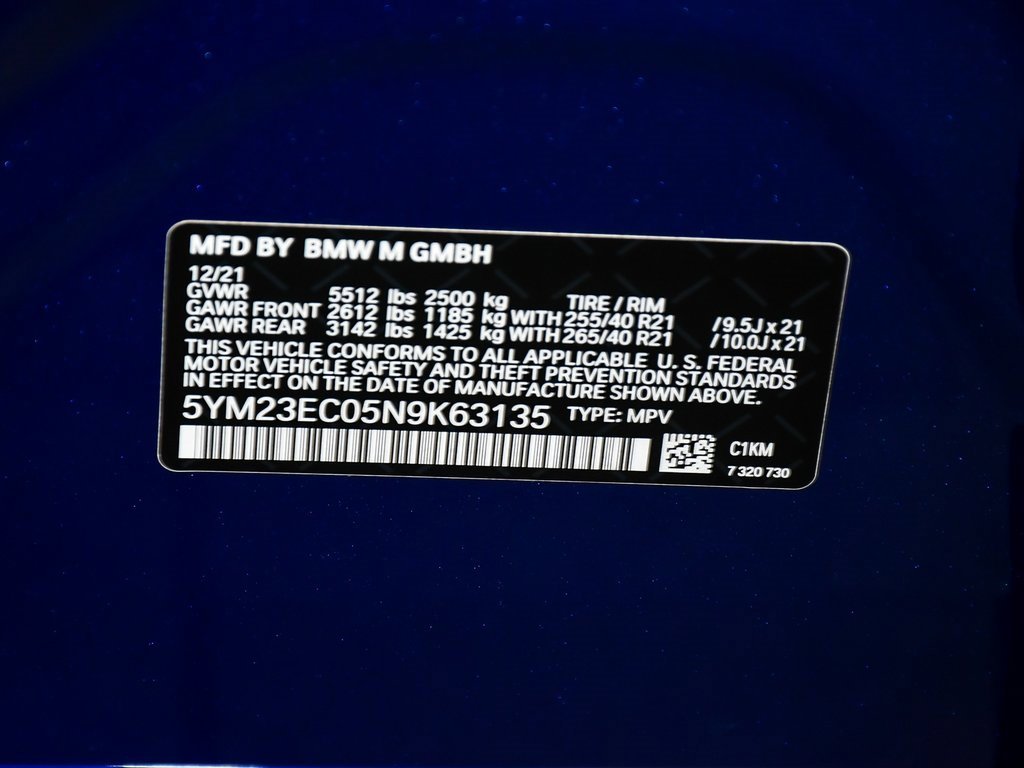 MFD BY BMW M GMBH
12/21
GVWR 5512 lbs 2500 kg TIRE / RIM
GAWR FRONT 2612 lbs 1185 kg WITH 255/40 R21 /9.5J x 21
GAWR REAR 3142 lbs 1425 kg WITH 265/40 R21 /10.0J x 21
THIS VEHICLE CONFORMS TO ALL APPLICABLE U. S. FEDERAL
MOTOR VEHICLE SAFETY AND THEFT PREVENTION STANDARDS
IN EFFECT ON THE DATE OF MANUFACTURE SHOWN ABOVE.
5YM23EC05N9K63135 TYPE: MPV
C1KM
7 320 730